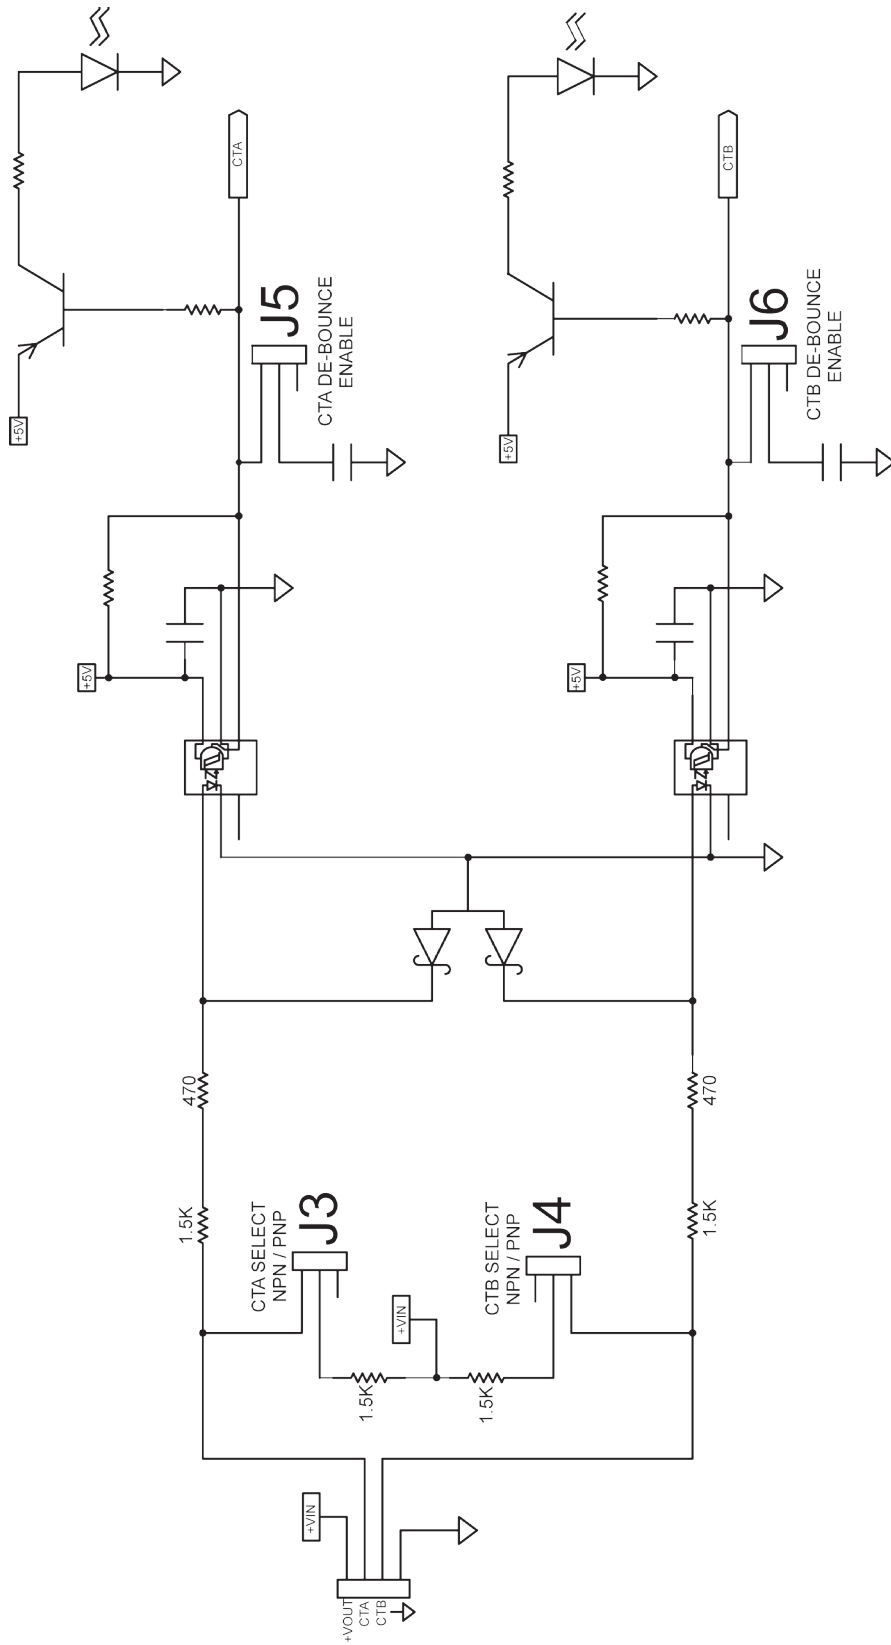 +VOUT
CTA
CTB
+VIN
1.5K
1.5K
+VIN
CTA SELECT
NPN / PNP
J3
CTB SELECT
NPN / PNP
J4
1.5K
470
1.5K
470
+5V
+5V
+5V
J5
CTA DE-BOUNCE
ENABLE
CTA
+5V
J6
CTB DE-BOUNCE
ENABLE
CTB